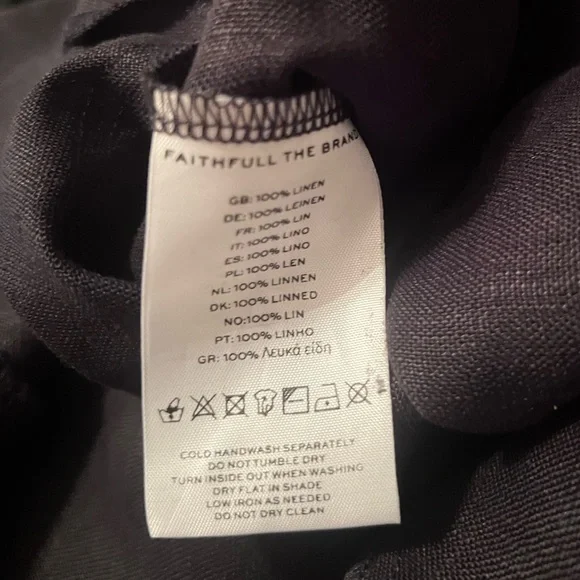 FAITHFULL THE BRAND
GB: 100% LINEN
DE: 100% LEINEN
FR: 100% LIN
IT: 100% LINO
ES: 100% LINO
PL: 100% LEN
NL: 100% LINNEN
DK: 100% LINNED
NO: 100% LIN
PT: 100% LINHO
GR: 100% Λευκά είδη
COLD HANDWASH SEPARATELY
DO NOT TUMBLE DRY
TURN INSIDE OUT WHEN WASHING
DRY FLAT IN SHADE
LOW IRON AS NEEDED
DO NOT DRY CLEAN